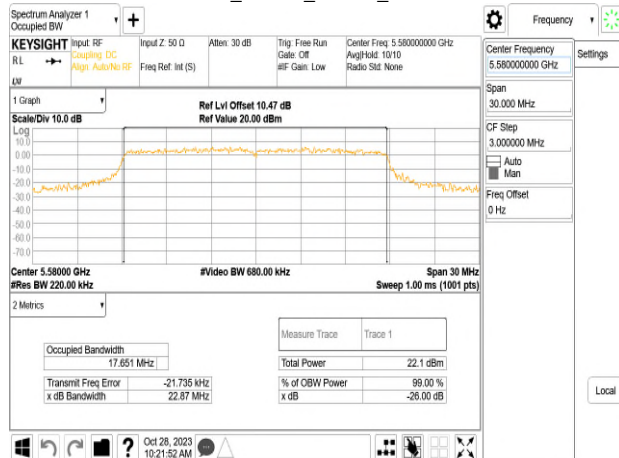 Spectrum Analyzer 1
Occupied BW
Frequency
KEYSIGHT
RL
Input: RF
Coupling: DC
Align: Auto/No RF
Input Z: 50 Ω
Freq Ref: Int (S)
Atten: 30 dB
Trig: Free Run
Gate: Off
#IF Gain: Low
Center Freq: 5.580000000 GHz
Avg|Hold: 10/10
Radio Std: None
Center Frequency
5.580000000 GHz
Settings
Span
30.000 MHz
CF Step
3.000000 MHz
Auto
Man
Freq Offset
0 Hz
Local
1 Graph
Scale/Div 10.0 dB
Ref Lvl Offset 10.47 dB
Ref Value 20.00 dBm
Log
10.0
0.00
-10.0
-20.0
-30.0
-40.0
-50.0
-60.0
-70.0
Center 5.58000 GHz
#Res BW 220.00 kHz
#Video BW 680.00 kHz
Span 30 MHz
Sweep 1.00 ms (1001 pts)
2 Metrics
Measure Trace Trace 1
Occupied Bandwidth
17.651 MHz
Total Power 22.1 dBm
Transmit Freq Error -21.735 kHz
% of OBW Power 99.00 %
x dB Bandwidth 22.87 MHz
x dB -26.00 dB
?
Oct 28, 2023
10:21:52 AM